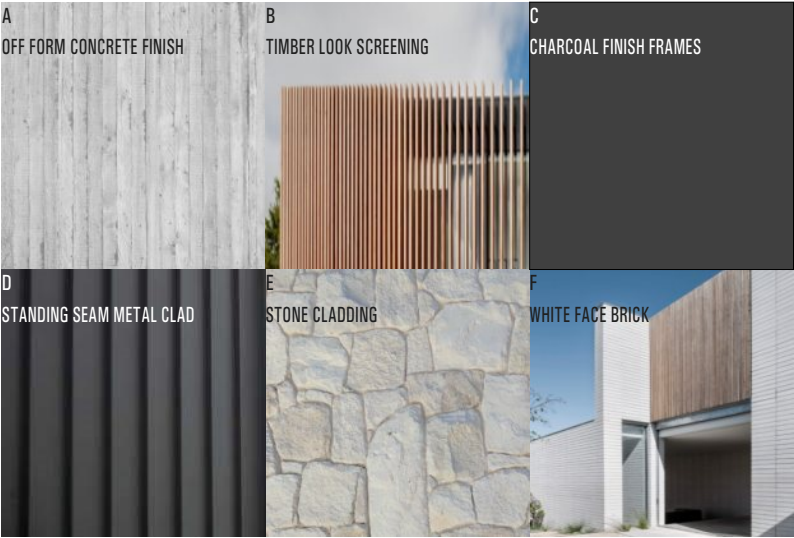 A
OFF FORM CONCRETE FINISH
B
TIMBER LOOK SCREENING
C
CHARCOAL FINISH FRAMES
D
STANDING SEAM METAL CLAD
E
STONE CLADDING
F
WHITE FACE BRICK